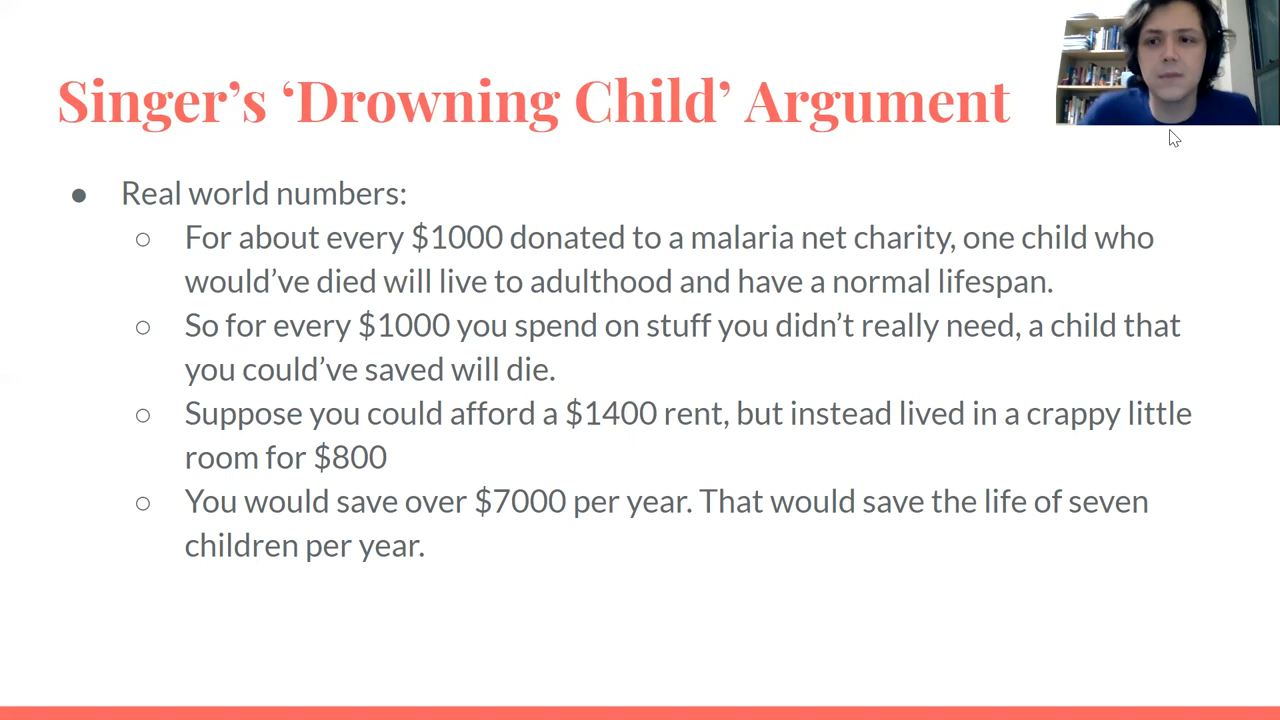 Singer’s ‘Drowning Child’ Argument
● Real world numbers:
○ For about every $1000 donated to a malaria net charity, one child who
would’ve died will live to adulthood and have a normal lifespan.
○ So for every $1000 you spend on stuff you didn’t really need, a child that
you could’ve saved will die.
○ Suppose you could afford a $1400 rent, but instead lived in a crappy little
room for $800
○ You would save over $7000 per year. That would save the life of seven
children per year.